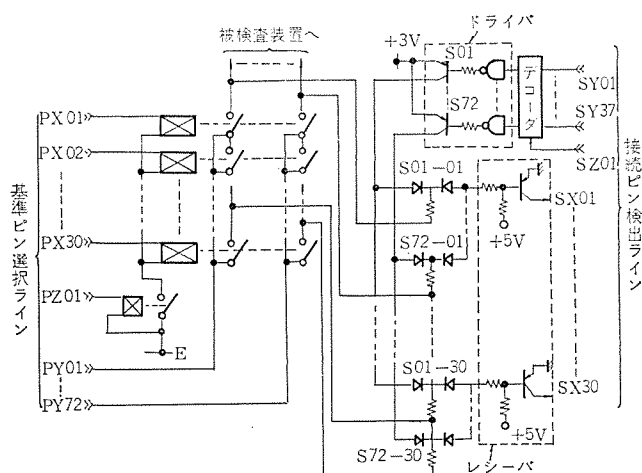 被検査装置へ
ドライバ
+3V
S01
S72
デコーダ
SY01
SY37
SZ01
接続ピン検出ライン
基準ピン選択ライン
PX01
PX02
PX30
PZ01
E
PY01
PY72
S01-01
SX01
+5V
S72-01
S01-30
SX30
+5V
S72-30
レシーバ